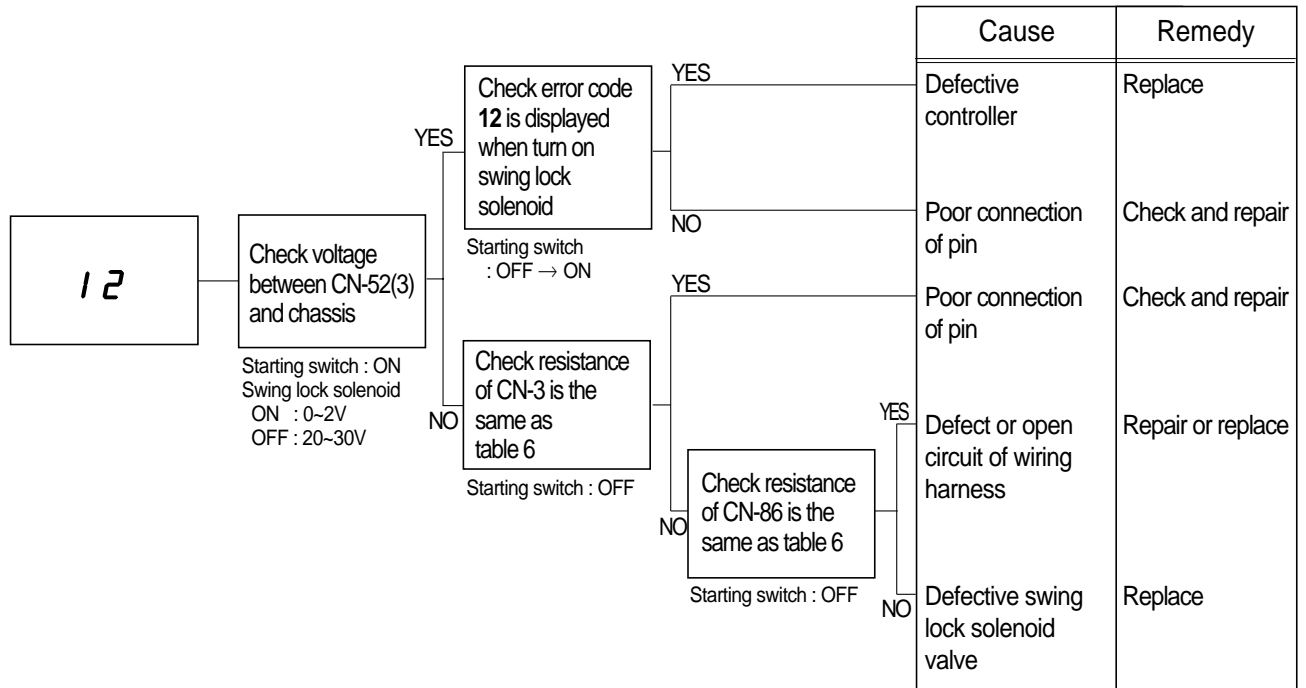 Cause
Remedy
12
Check voltage
between CN-52(3)
and chassis
Starting switch : ON
Swing lock solenoid
ON : 0~2V
OFF : 20~30V
YES
Check error code
12 is displayed
when turn on
swing lock
solenoid
Starting switch
: OFF → ON
YES
Defective
controller
Replace
NO
Poor connection
of pin
Check and repair
NO
Check resistance
of CN-3 is the
same as
table 6
Starting switch : OFF
YES
Poor connection
of pin
Check and repair
NO
Check resistance
of CN-86 is the
same as table 6
Starting switch : OFF
YES
Defect or open
circuit of wiring
harness
Repair or replace
NO
Defective swing
lock solenoid
valve
Replace